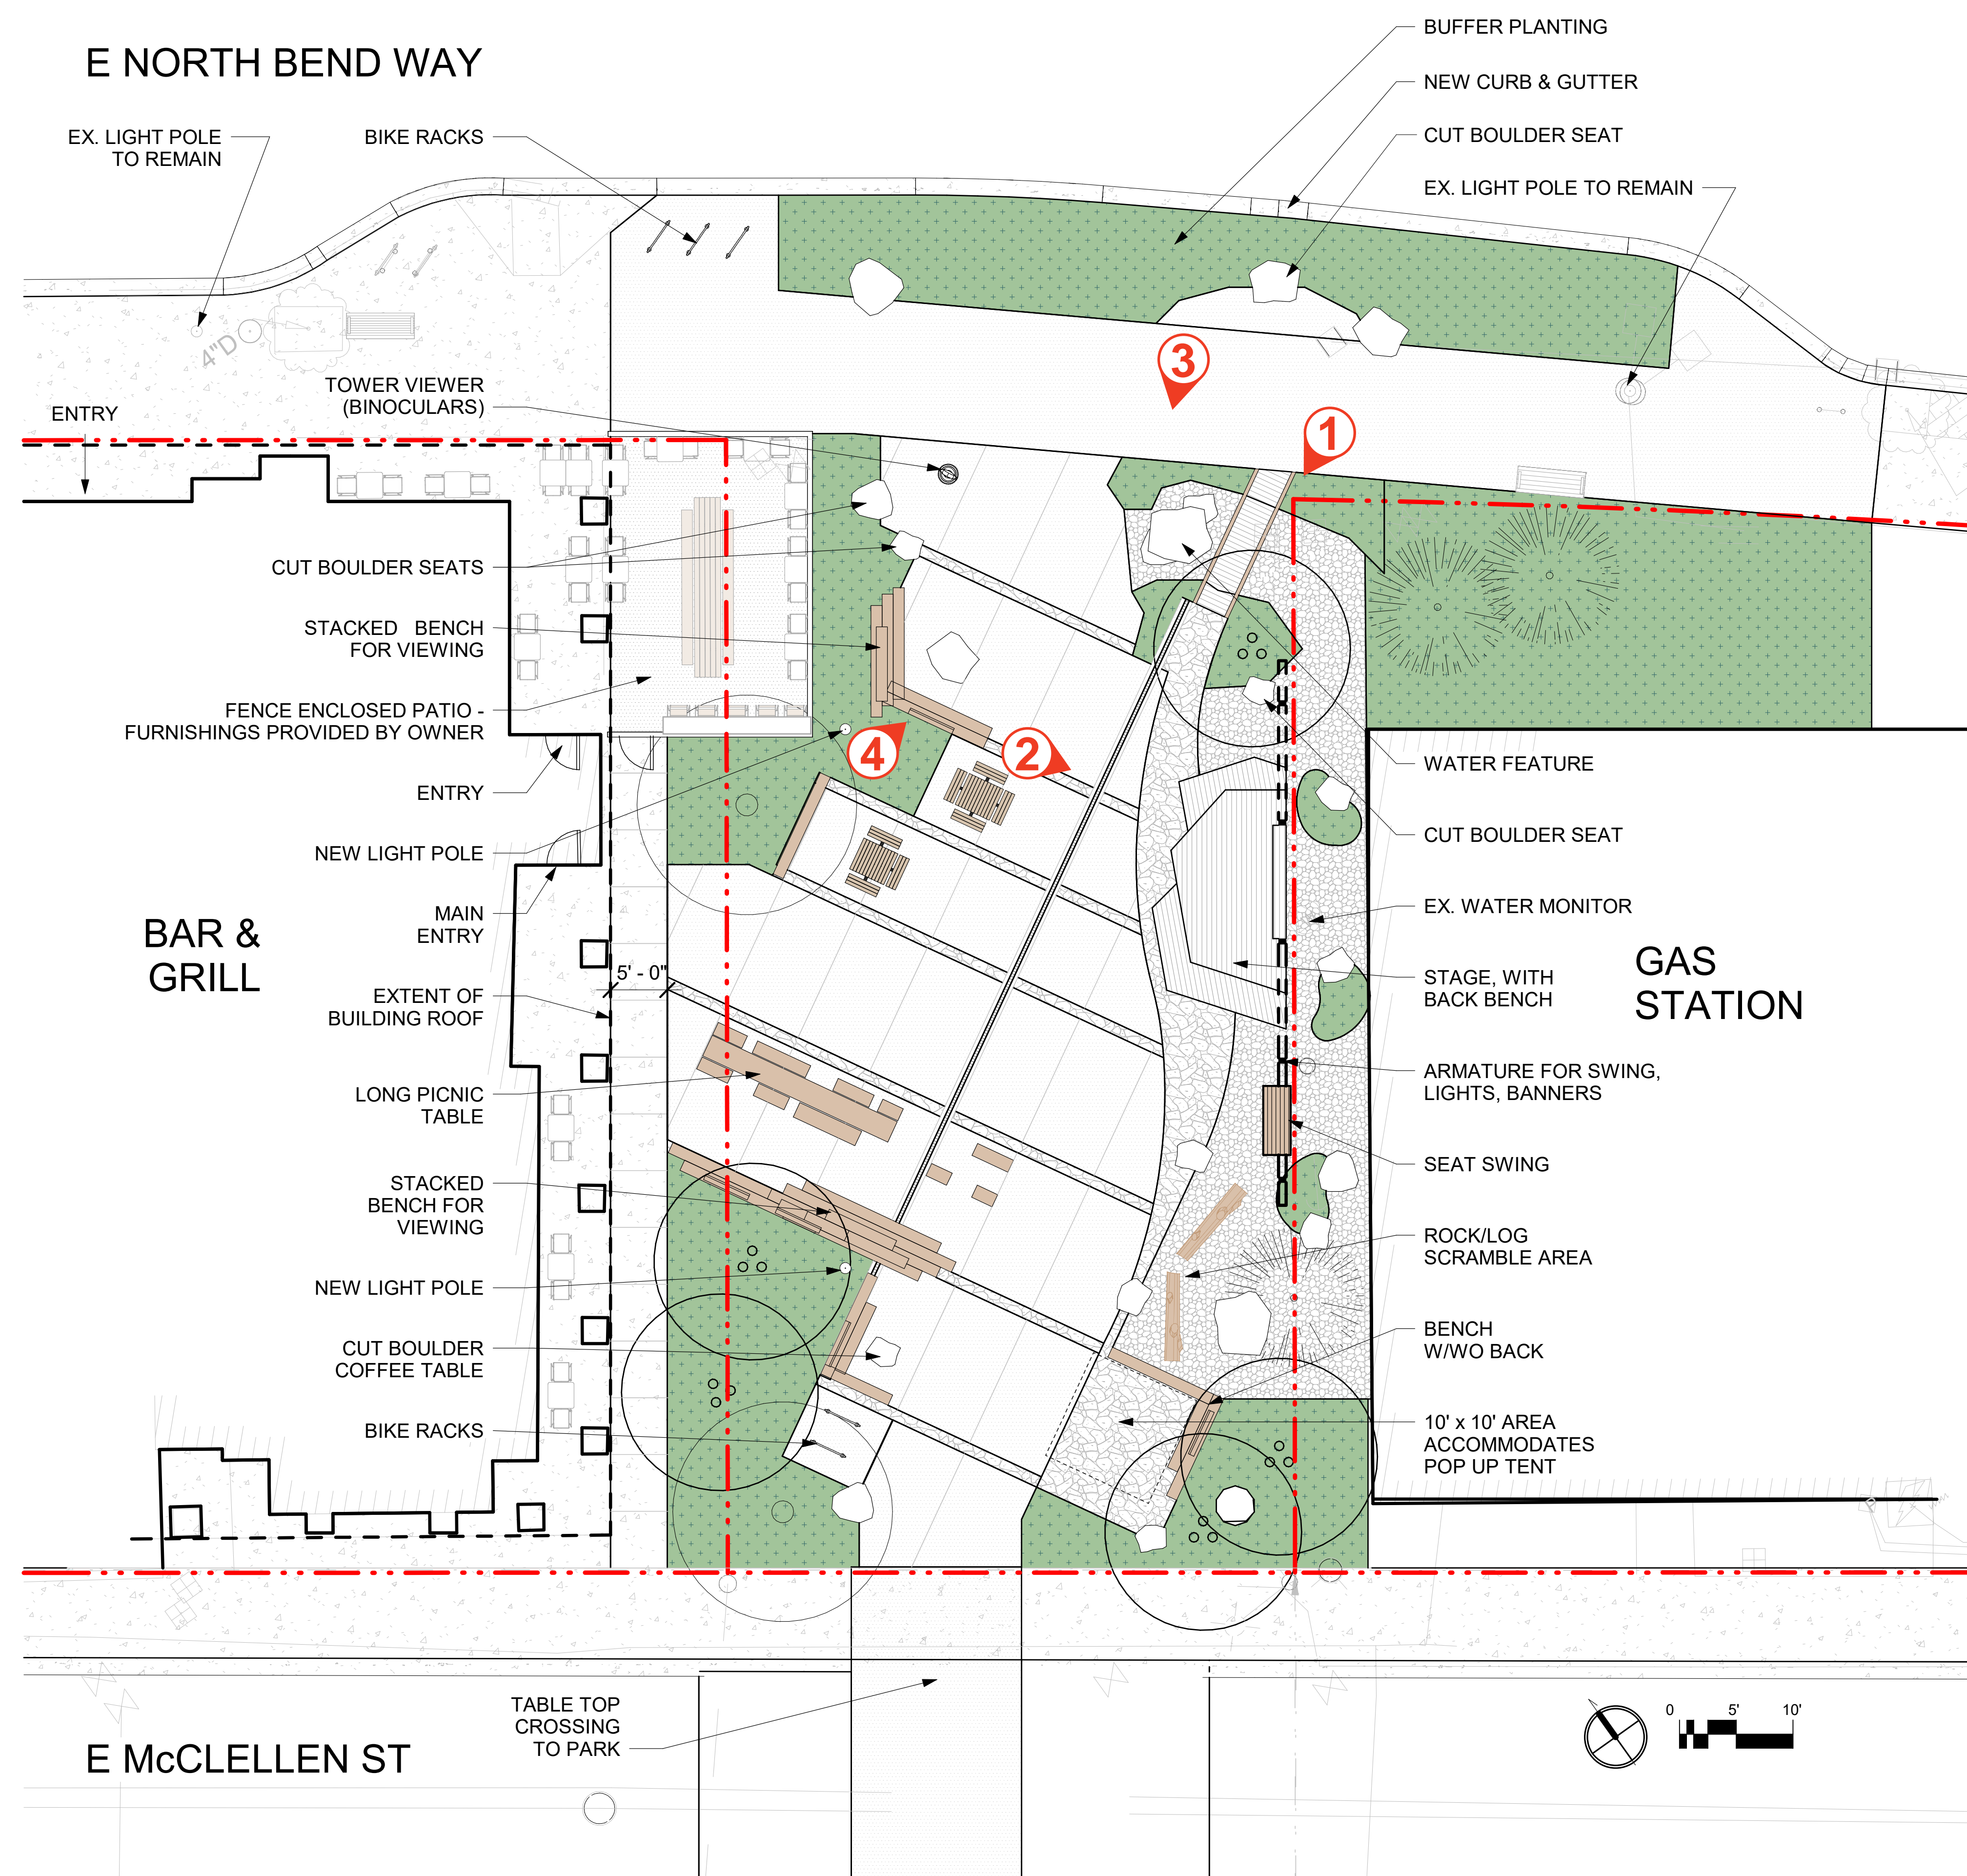 E NORTH BEND WAY
EX. LIGHT POLE
TO REMAIN
BIKE RACKS
BUFFER PLANTING
NEW CURB & GUTTER
CUT BOULDER SEAT
EX. LIGHT POLE TO REMAIN
4"D
TOWER VIEWER
(BINOCULARS)
ENTRY
3
1
CUT BOULDER SEATS
STACKED BENCH
FOR VIEWING
FENCE ENCLOSED PATIO -
FURNISHINGS PROVIDED BY OWNER
ENTRY
NEW LIGHT POLE
MAIN
ENTRY
BAR &
GRILL
5' - 0"
EXTENT OF
BUILDING ROOF
LONG PICNIC
TABLE
STACKED
BENCH FOR
VIEWING
NEW LIGHT POLE
CUT BOULDER
COFFEE TABLE
BIKE RACKS
4
2
WATER FEATURE
CUT BOULDER SEAT
EX. WATER MONITOR
GAS
STATION
STAGE, WITH
BACK BENCH
ARMATURE FOR SWING,
LIGHTS, BANNERS
SEAT SWING
ROCK/LOG
SCRAMBLE AREA
BENCH
W/WO BACK
10' x 10' AREA
ACCOMMODATES
POP UP TENT
TABLE TOP
CROSSING
TO PARK
E McCLELLEN ST
0 5' 10'